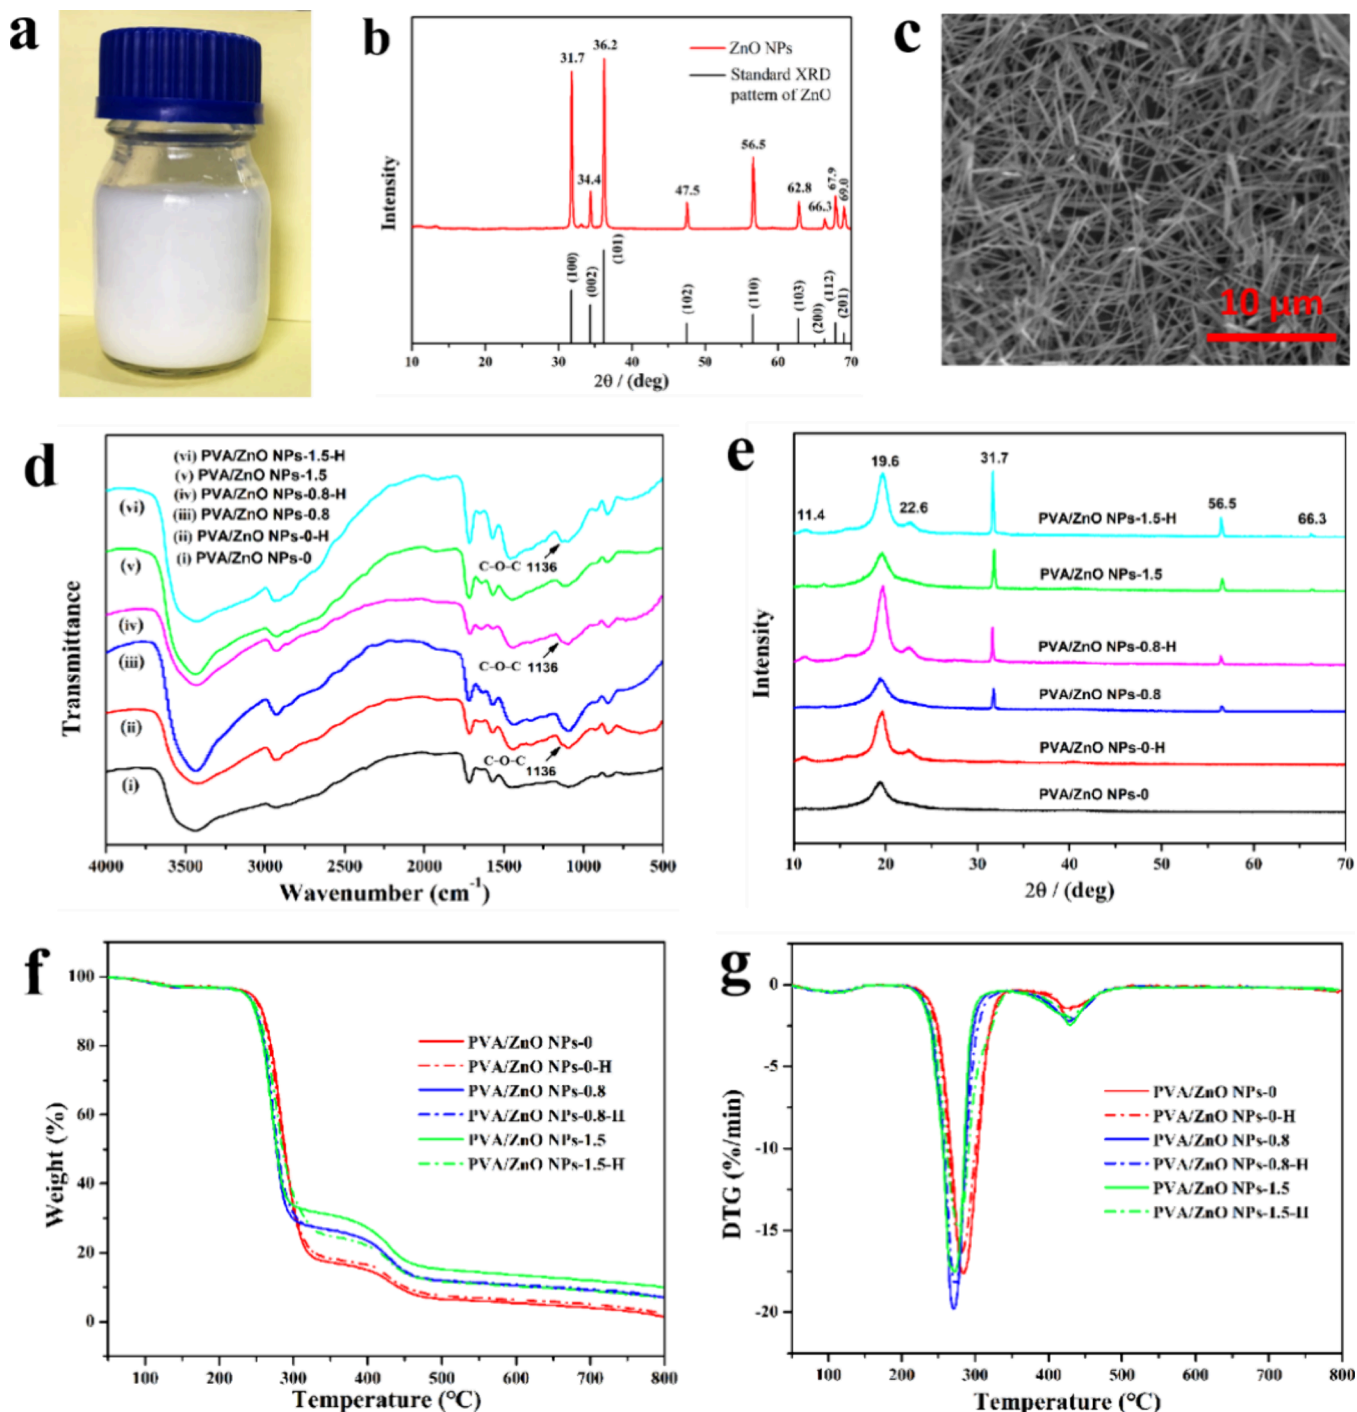 a
b
36.2
31.7
34.4
47.5
56.5
62.8
66.3
67.9
69.0
ZnO NPs
Standard XRD
pattern of ZnO
Intensity
(100)
(002)
(101)
(102)
(110)
(103)
(200)
(112)
(201)
10 20 30 40 50 60 70
2θ / (deg)
c
10 μm
d
(vi) PVA/ZnO NPs-1.5-H
(v) PVA/ZnO NPs-1.5
(iv) PVA/ZnO NPs-0.8-H
(iii) PVA/ZnO NPs-0.8
(ii) PVA/ZnO NPs-0-H
(i) PVA/ZnO NPs-0
(vi)
(v)
(iv)
(iii)
(ii)
(i)
C-O-C 1136
C-O-C 1136
C-O-C 1136
Transmittance
4000 3500 3000 2500 2000 1500 1000 500
Wavenumber (cm⁻¹)
e
11.4
19.6
22.6
31.7
56.5
66.3
PVA/ZnO NPs-1.5-H
PVA/ZnO NPs-1.5
PVA/ZnO NPs-0.8-H
PVA/ZnO NPs-0.8
PVA/ZnO NPs-0-H
PVA/ZnO NPs-0
Intensity
10 20 30 40 50 60 70
2θ / (deg)
f
100
80
60
40
20
0
Weight (%)
PVA/ZnO NPs-0
PVA/ZnO NPs-0-H
PVA/ZnO NPs-0.8
PVA/ZnO NPs-0.8-H
PVA/ZnO NPs-1.5
PVA/ZnO NPs-1.5-H
100 200 300 400 500 600 700 800
Temperature (°C)
g
0
-5
-10
-15
-20
DTG (%/min)
PVA/ZnO NPs-0
PVA/ZnO NPs-0-H
PVA/ZnO NPs-0.8
PVA/ZnO NPs-0.8-H
PVA/ZnO NPs-1.5
PVA/ZnO NPs-1.5-H
100 200 300 400 500 600 700 800
Temperature (°C)